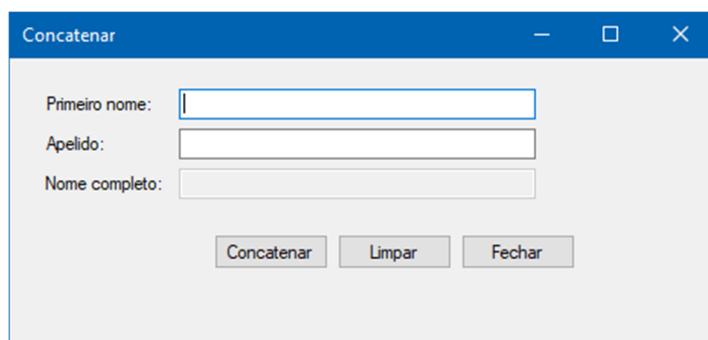 Concatenar
Primeiro nome:
Apelido:
Nome completo:
Concatenar Limpar Fechar